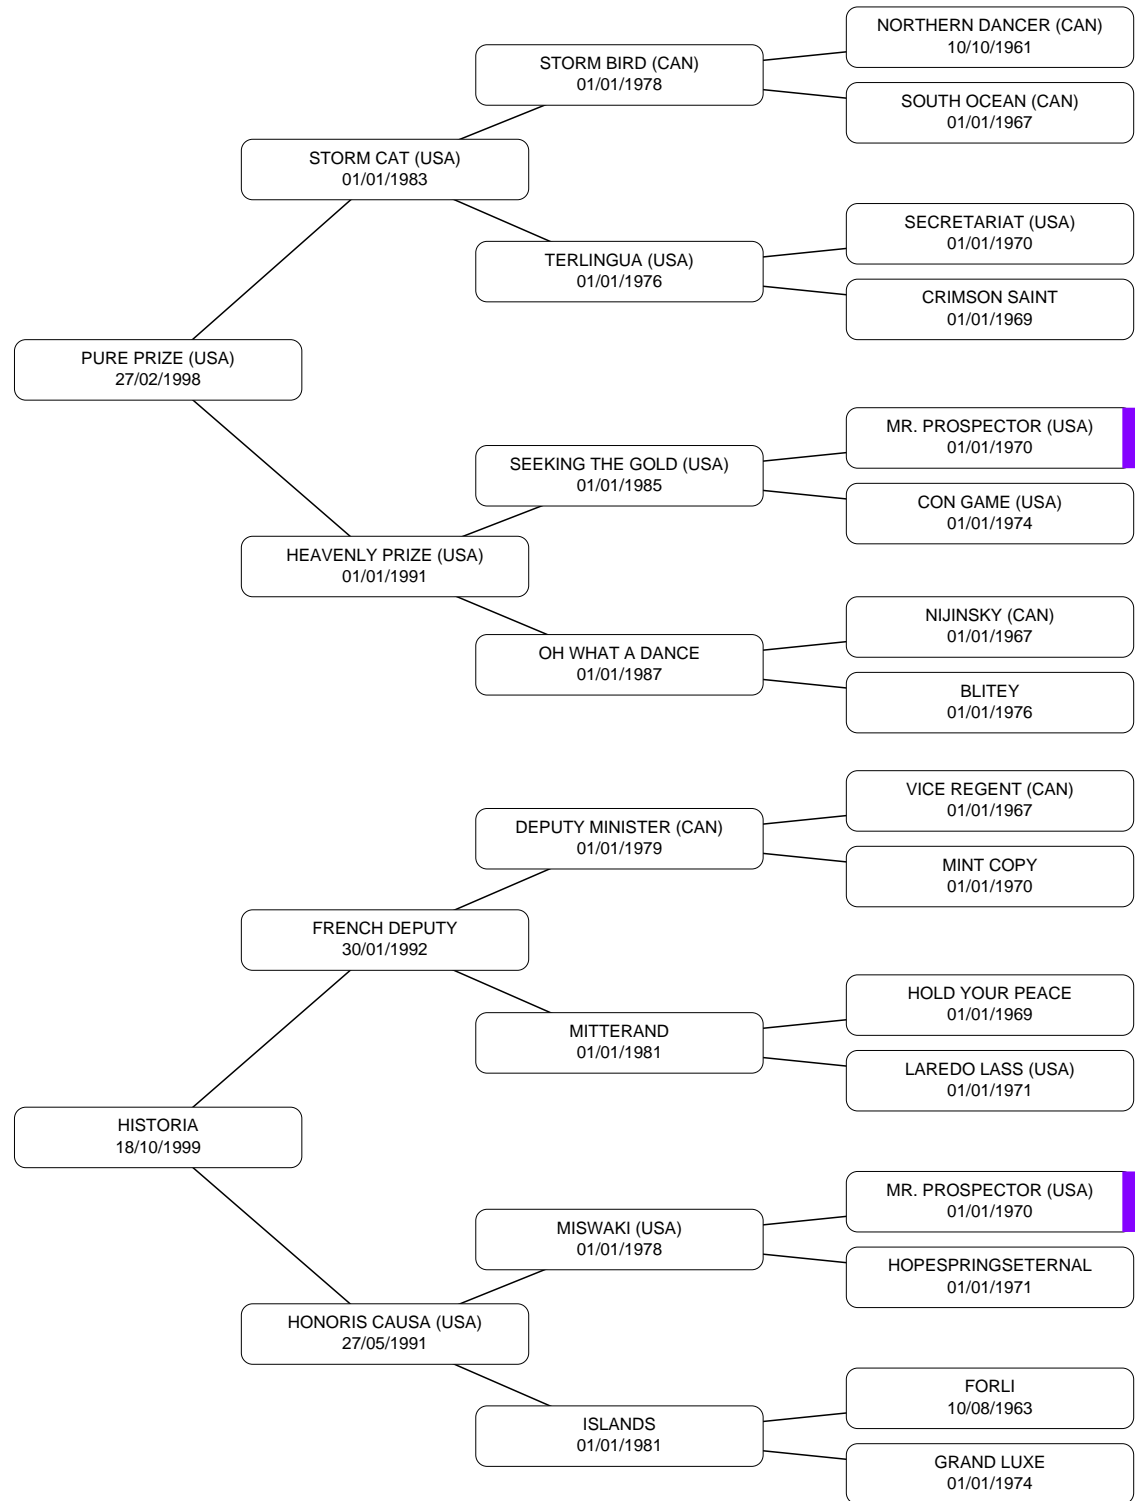 NORTHERN DANCER (CAN)
10/10/1961
STORM BIRD (CAN)
01/01/1978
SOUTH OCEAN (CAN)
01/01/1967
STORM CAT (USA)
01/01/1983
SECRETARIAT (USA)
01/01/1970
TERLINGUA (USA)
01/01/1976
CRIMSON SAINT
01/01/1969
PURE PRIZE (USA)
27/02/1998
MR. PROSPECTOR (USA)
01/01/1970
SEEKING THE GOLD (USA)
01/01/1985
CON GAME (USA)
01/01/1974
HEAVENLY PRIZE (USA)
01/01/1991
NIJINSKY (CAN)
01/01/1967
OH WHAT A DANCE
01/01/1987
BLITEY
01/01/1976
VICE REGENT (CAN)
01/01/1967
DEPUTY MINISTER (CAN)
01/01/1979
MINT COPY
01/01/1970
FRENCH DEPUTY
30/01/1992
HOLD YOUR PEACE
01/01/1969
MITTERAND
01/01/1981
LAREDO LASS (USA)
01/01/1971
HISTORIA
18/10/1999
MR. PROSPECTOR (USA)
01/01/1970
MISWAKI (USA)
01/01/1978
HOPESPRINGSETERNAL
01/01/1971
HONORIS CAUSA (USA)
27/05/1991
FORLI
10/08/1963
ISLANDS
01/01/1981
GRAND LUXE
01/01/1974